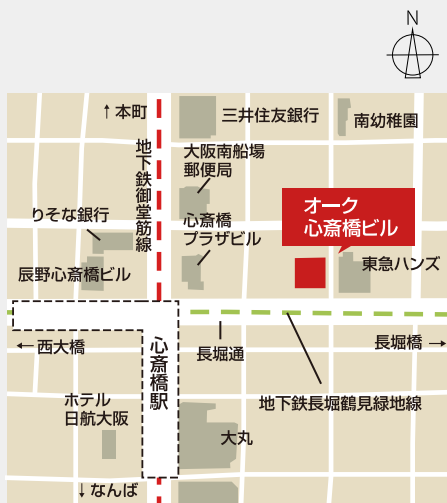 N
↑本町
三井住友銀行
南幼稚園
地下鉄御堂筋線
大阪南船場
郵便局
りそな銀行
心斎橋
プラザビル
オーク
心斎橋ビル
辰野心斎橋ビル
東急ハンズ
←西大橋
心斎橋駅
長堀通
長堀橋→
ホテル
日航大阪
地下鉄長堀鶴見緑地線
大丸
↓なんば